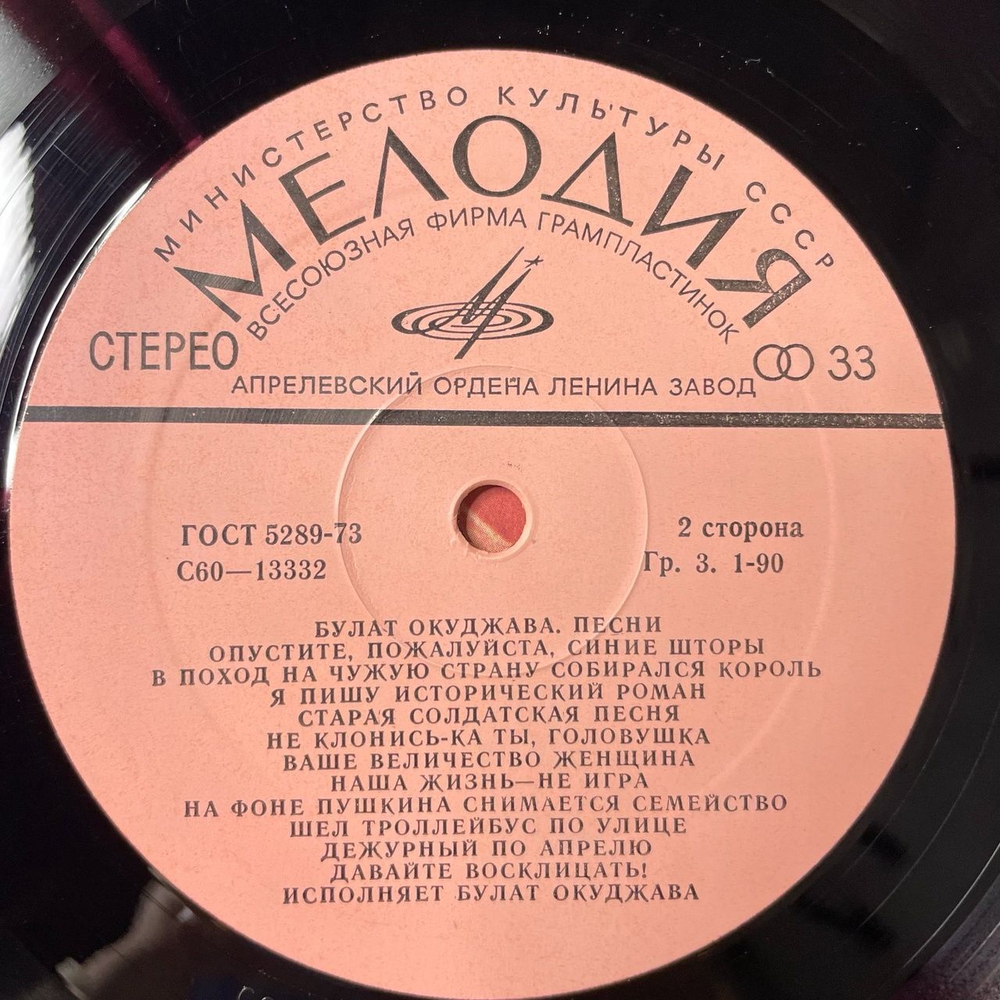 МИНИСТЕРСТВО КУЛЬТУРЫ СССР
МЕЛОДИЯ
ВСЕСОЮЗНАЯ ФИРМА ГРАМПЛАСТИНОК
СТЕРЕО
33
АПРЕЛЕВСКИЙ ОРДЕНА ЛЕНИНА ЗАВОД
ГОСТ 5289-73
2 сторона
С60—13332
Гр. 3. 1-90
БУЛАТ ОКУДЖАВА. ПЕСНИ
ОПУСТИТЕ, ПОЖАЛУЙСТА, СИНИЕ ШТОРЫ
В ПОХОД НА ЧУЖУЮ СТРАНУ СОБИРАЛСЯ КОРОЛЬ
Я ПИШУ ИСТОРИЧЕСКИЙ РОМАН
СТАРАЯ СОЛДАТСКАЯ ПЕСНЯ
НЕ КЛОНИСЬ-КА ТЫ, ГОЛОВУШКА
ВАШЕ ВЕЛИЧЕСТВО ЖЕНЩИНА
НАША ЖИЗНЬ—НЕ ИГРА
НА ФОНЕ ПУШКИНА СНИМАЕТСЯ СЕМЕЙСТВО
ШЕЛ ТРОЛЛЕЙБУС ПО УЛИЦЕ
ДЕЖУРНЫЙ ПО АПРЕЛЮ
ДАВАЙТЕ ВОСКЛИЦАТЬ!
ИСПОЛНЯЕТ БУЛАТ ОКУДЖАВА